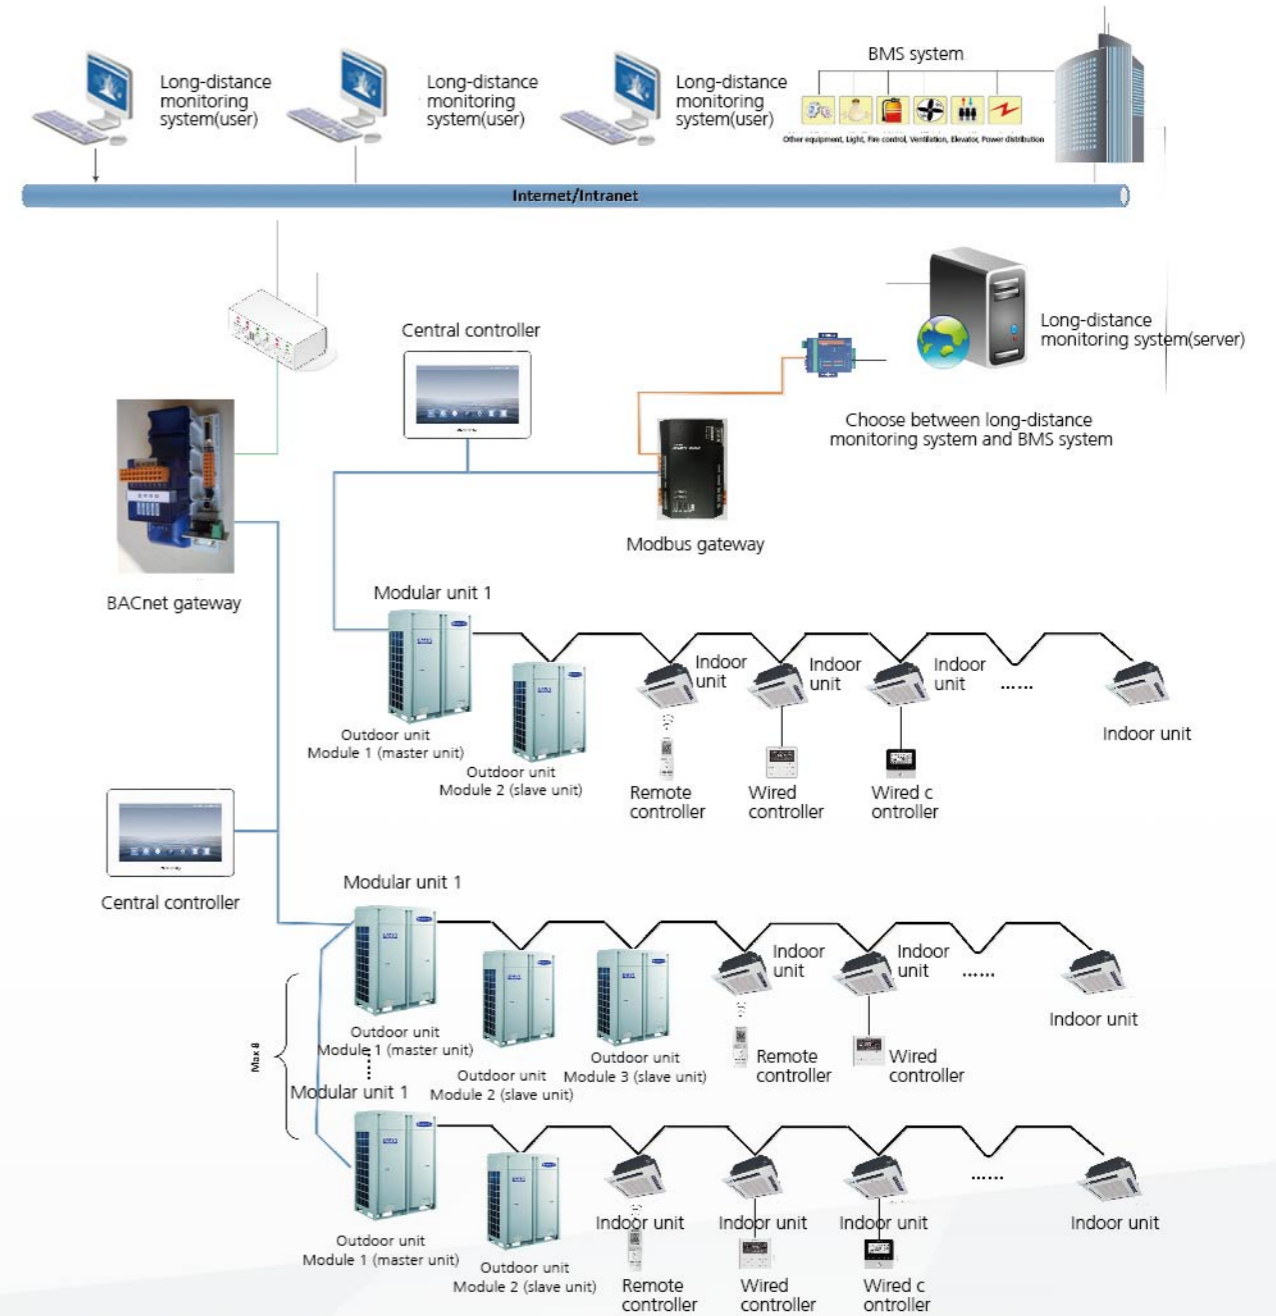 BMS system
Long-distance
monitoring
system(user)
Long-distance
monitoring
system(user)
Long-distance
monitoring
system(user)
Other equipment, Light, Fire control, Ventilation, Elevator, Power distribution
Internet/Intranet
Central controller
Long-distance
monitoring system(server)
Choose between long-distance
monitoring system and BMS system
Modbus gateway
BACnet gateway
Modular unit 1
Indoor
unit
Indoor
unit
Indoor
unit
......
Indoor unit
Outdoor unit
Module 1 (master unit)
Outdoor unit
Module 2 (slave unit)
Remote
controller
Wired
controller
Wired c
ontroller
Central controller
Modular unit 1
Indoor
unit
Indoor
unit
......
Indoor unit
Outdoor unit
Module 1 (master unit)
Outdoor unit
Module 2 (slave unit)
Outdoor unit
Module 3 (slave unit)
Remote
controller
Wired
controller
Max 8
Modular unit 1
......
Indoor unit
Indoor unit
Indoor unit
Indoor unit
Outdoor unit
Module 1 (master unit)
Outdoor unit
Module 2 (slave unit)
Remote
controller
Wired
controller
Wired c
ontroller